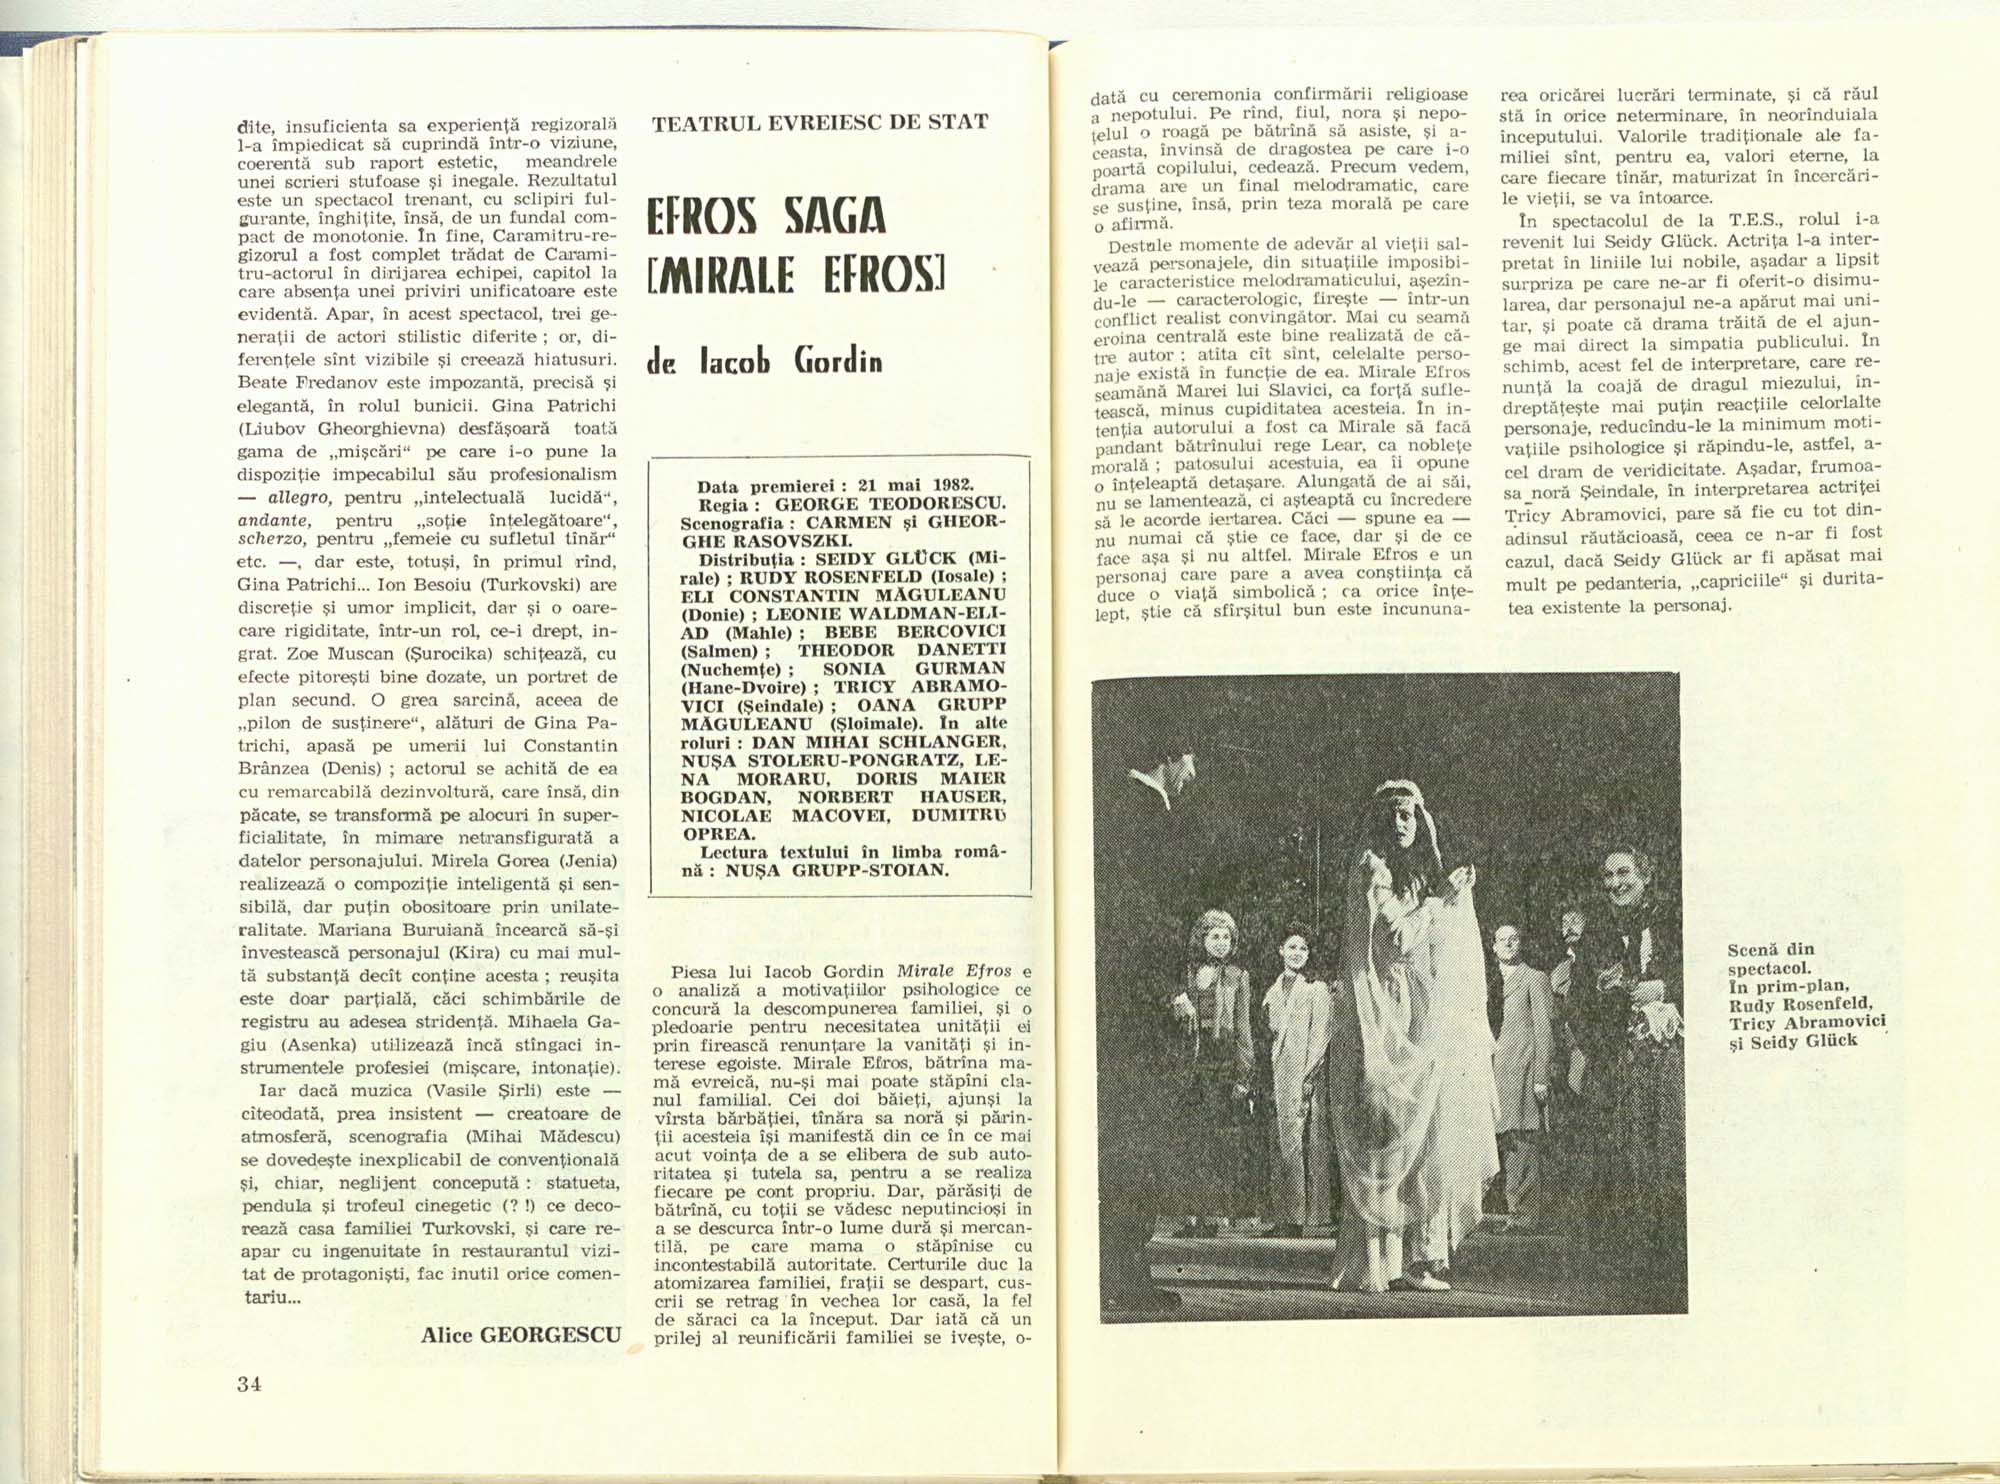 dite, insuficienta sa experiență regizorală
l-a împiedicat să cuprindă într-o viziune,
coerentă sub raport estetic, meandrele
unei scrieri stufoase și inegale. Rezultatul
este un spectacol trenant, cu sclipiri ful-
gurante, înghițite, însă, de un fundal com-
pact de monotonie. În fine, Caramitru-re-
gizorul a fost complet trădat de Carami-
tru-actorul în dirijarea echipei, capitol la
care absența unei priviri unificatoare este
evidentă. Apar, în acest spectacol, trei ge-
nerații de actori stilistic diferite ; or, di-
ferențele sînt vizibile și creează hiatusuri.
Beate Fredanov este impozantă, precisă și
elegantă, în rolul bunicii. Gina Patrichi
(Liubov Gheorghievna) desfășoară toată
gama de „mișcări“ pe care i-o pune la
dispoziție impecabilul său profesionalism
— allegro, pentru „intelectuală lucidă“,
andante, pentru „soție înțelegătoare“,
scherzo, pentru „femeie cu sufletul tînăr“
etc. —, dar este, totuși, în primul rînd,
Gina Patrichi... Ion Besoiu (Turkovski) are
discreție și umor implicit, dar și o oare-
care rigiditate, într-un rol, ce-i drept, in-
grat. Zoe Muscan (Șurocika) schițează, cu
efecte pitorești bine dozate, un portret de
plan secund. O grea sarcină, aceea de
„pilon de susținere“, alături de Gina Pa-
trichi, apasă pe umerii lui Constantin
Brânzea (Denis) ; actorul se achită de ea
cu remarcabilă dezinvoltură, care însă, din
păcate, se transformă pe alocuri în super-
ficialitate, în mimare netransfigurată a
datelor personajului. Mirela Gorea (Jenia)
realizează o compoziție inteligentă și sen-
sibilă, dar puțin obositoare prin unilate-
ralitate. Mariana Buruiană încearcă să-și
învestească personajul (Kira) cu mai mul-
tă substanță decît conține acesta ; reușita
este doar parțială, căci schimbările de
registru au adesea stridență. Mihaela Ga-
giu (Asenka) utilizează încă stîngaci in-
strumentele profesiei (mișcare, intonație).
Iar dacă muzica (Vasile Șirli) este —
cîteodată, prea insistent — creatoare de
atmosferă, scenografia (Mihai Mădescu)
se dovedește inexplicabil de convențională
și, chiar, neglijent concepută : statueta,
pendula și trofeul cinegetic (? !) ce deco-
rează casa familiei Turkovski, și care re-
apar cu ingenuitate în restaurantul vizi-
tat de protagoniști, fac inutil orice comen-
tariu...
Alice GEORGESCU
34
TEATRUL EVREIESC DE STAT
EFROS SAGA
[MIRALE EFROS]
de Iacob Gordin
Data premierei : 21 mai 1982.
Regia : GEORGE TEODORESCU.
Scenografia : CARMEN și GHEOR-
GHE RASOVSZKI.
Distribuția : SEIDY GLÜCK (Mi-
rale) ; RUDY ROSENFELD (Iosale) ;
ELI CONSTANTIN MĂGULEANU
(Donie) ; LEONIE WALDMAN-ELI-
AD (Mahle) ; BEBE BERCOVICI
(Salmen) ; THEODOR DANETTI
(Nuchemțe) ; SONIA GURMAN
(Hane-Dvoire) ; TRICY ABRAMO-
VICI (Șeindale) ; OANA GRUPP
MĂGULEANU (Șloimale). În alte
roluri : DAN MIHAI SCHLANGER,
NUȘA STOLERU-PONGRATZ, LE-
NA MORARU, DORIS MAIER
BOGDAN, NORBERT HAUSER,
NICOLAE MACOVEI, DUMITRU
OPREA.
Lectura textului în limba româ-
nă : NUȘA GRUPP-STOIAN.
Piesa lui Iacob Gordin Mirale Efros e
o analiză a motivațiilor psihologice ce
concură la descompunerea familiei, și o
pledoarie pentru necesitatea unității ei
prin firească renunțare la vanități și in-
terese egoiste. Mirale Efros, bătrîna ma-
mă evreică, nu-și mai poate stăpîni cla-
nul familial. Cei doi băieți, ajunși la
vîrsta bărbăției, tînăra sa noră și părin-
ții acesteia își manifestă din ce în ce mai
acut voința de a se elibera de sub auto-
ritatea și tutela sa, pentru a se realiza
fiecare pe cont propriu. Dar, părăsiți de
bătrînă, cu toții se vădesc neputincioși în
a se descurca într-o lume dură și mercan-
tilă, pe care mama o stăpînise cu
incontestabilă autoritate. Certurile duc la
atomizarea familiei, frații se despart, cus-
crii se retrag în vechea lor casă, la fel
de săraci ca la început. Dar iată că un
prilej al reunificării familiei se ivește, o-
dată cu ceremonia confirmării religioase
a nepotului. Pe rînd, fiul, nora și nepo-
țelul o roagă pe bătrînă să asiste, și a-
ceasta, învinsă de dragostea pe care i-o
poartă copilului, cedează. Precum vedem,
drama are un final melodramatic, care
se susține, însă, prin teza morală pe care
o afirmă.
Destule momente de adevăr al vieții sal-
vează personajele, din situațiile imposibi-
le caracteristice melodramaticului, așezîn-
du-le — caracterologic, firește — într-un
conflict realist convingător. Mai cu seamă
eroina centrală este bine realizată de că-
tre autor : atîta cît sînt, celelalte perso-
naje există în funcție de ea. Mirale Efros
seamănă Marei lui Slavici, ca forță sufle-
tească, minus cupiditatea acesteia. În in-
tenția autorului a fost ca Mirale să facă
pandant bătrînului rege Lear, ca noblețe
morală ; patosului acestuia, ea îi opune
o înțeleaptă detașare. Alungată de ai săi,
nu se lamentează, ci așteaptă cu încredere
să le acorde iertarea. Căci — spune ea —
nu numai că știe ce face, dar și de ce
face așa și nu altfel. Mirale Efros e un
personaj care pare a avea conștiința că
duce o viață simbolică ; ca orice înțe-
lept, știe că sfîrșitul bun este încununa-
rea oricărei lucrări terminate, și că răul
stă în orice neterminare, în neorînduiala
începutului. Valorile tradiționale ale fa-
miliei sînt, pentru ea, valori eterne, la
care fiecare tînăr, maturizat în încercări-
le vieții, se va întoarce.
În spectacolul de la T.E.S., rolul i-a
revenit lui Seidy Glück. Actrița l-a inter-
pretat în liniile lui nobile, așadar a lipsit
surpriza pe care ne-ar fi oferit-o disimu-
larea, dar personajul ne-a apărut mai uni-
tar, și poate că drama trăită de el ajun-
ge mai direct la simpatia publicului. În
schimb, acest fel de interpretare, care re-
nunță la coajă de dragul miezului, în-
dreptățește mai puțin reacțiile celorlalte
personaje, reducîndu-le la minimum moti-
vațiile psihologice și răpindu-le, astfel, a-
cel dram de veridicitate. Așadar, frumoa-
sa noră Șeindale, în interpretarea actriței
Tricy Abramovici, pare să fie cu tot din-
adinsul răutăcioasă, ceea ce n-ar fi fost
cazul, dacă Seidy Glück ar fi apăsat mai
mult pe pedanteria, „capriciile“ și durita-
tea existente la personaj.
Scenă din
spectacol.
În prim-plan,
Rudy Rosenfeld,
Tricy Abramovici
și Seidy Glück